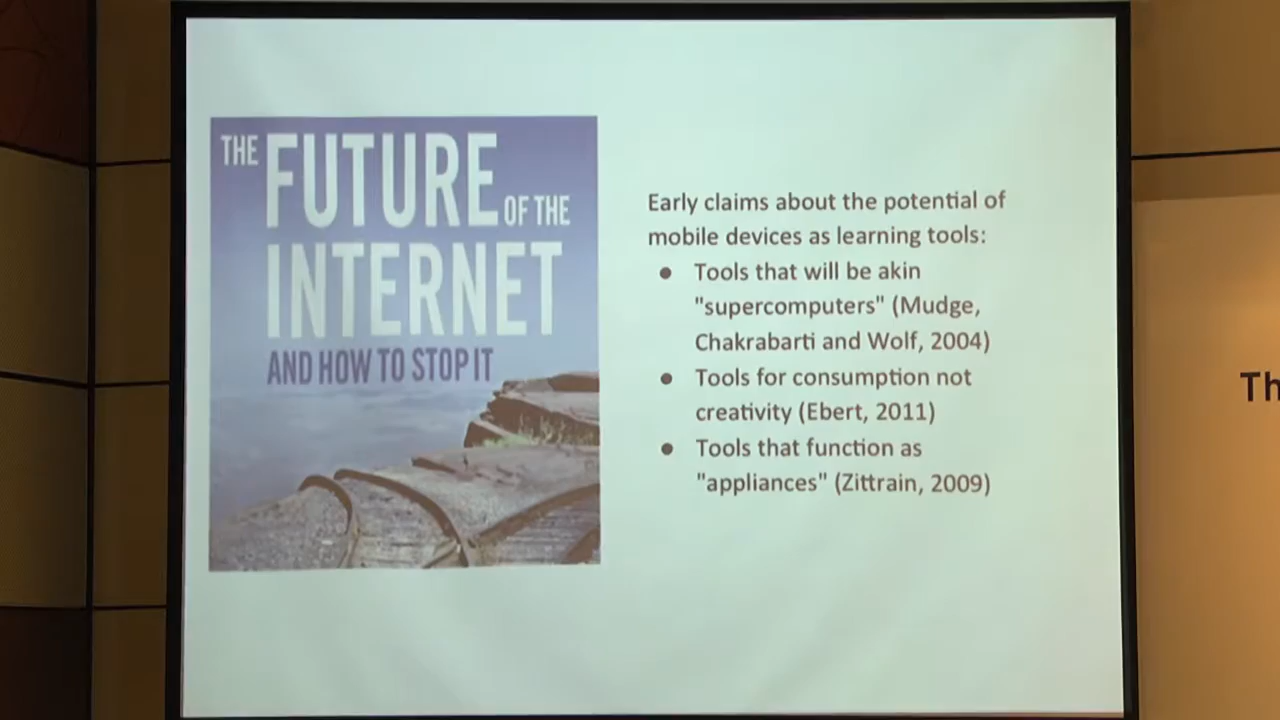 THE FUTURE OF THE
INTERNET
AND HOW TO STOP IT
Early claims about the potential of
mobile devices as learning tools:
● Tools that will be akin
"supercomputers" (Mudge,
Chakrabarti and Wolf, 2004)
● Tools for consumption not
creativity (Ebert, 2011)
● Tools that function as
"appliances" (Zittrain, 2009)
Th